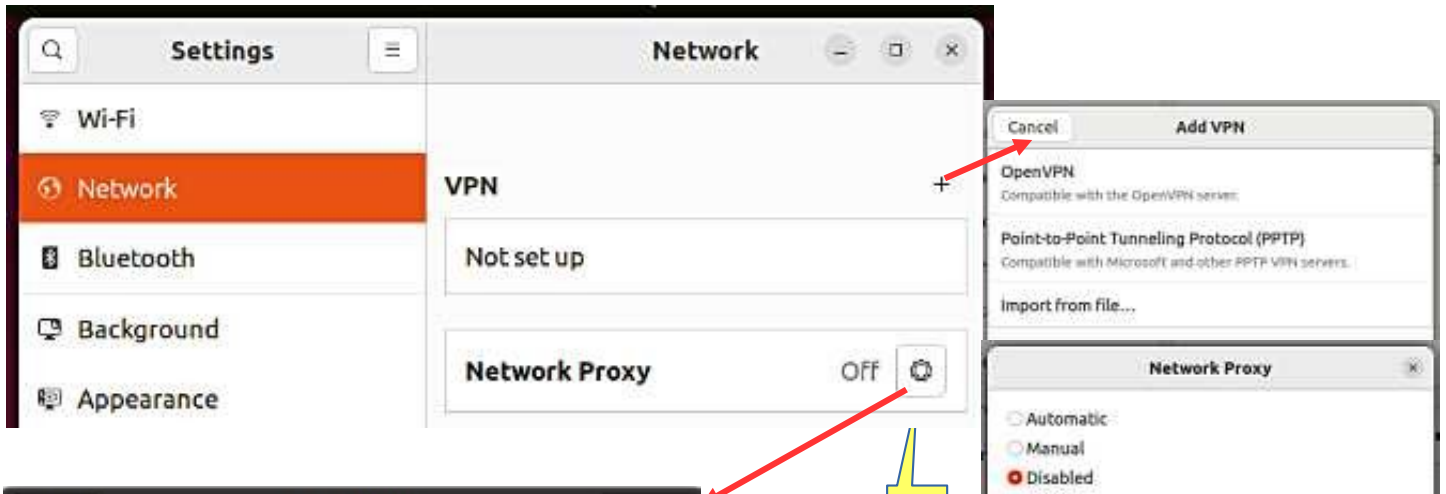 Settings
Network
Wi-Fi
Network
Bluetooth
Background
Appearance
VPN
+
Not set up
Network Proxy Off
Cancel Add VPN
OpenVPN
Compatible with the OpenVPN server.
Point-to-Point Tunneling Protocol (PPTP)
Compatible with Microsoft and other PPTP VPN servers.
Import from file...
Network Proxy
Automatic
Manual
Disabled